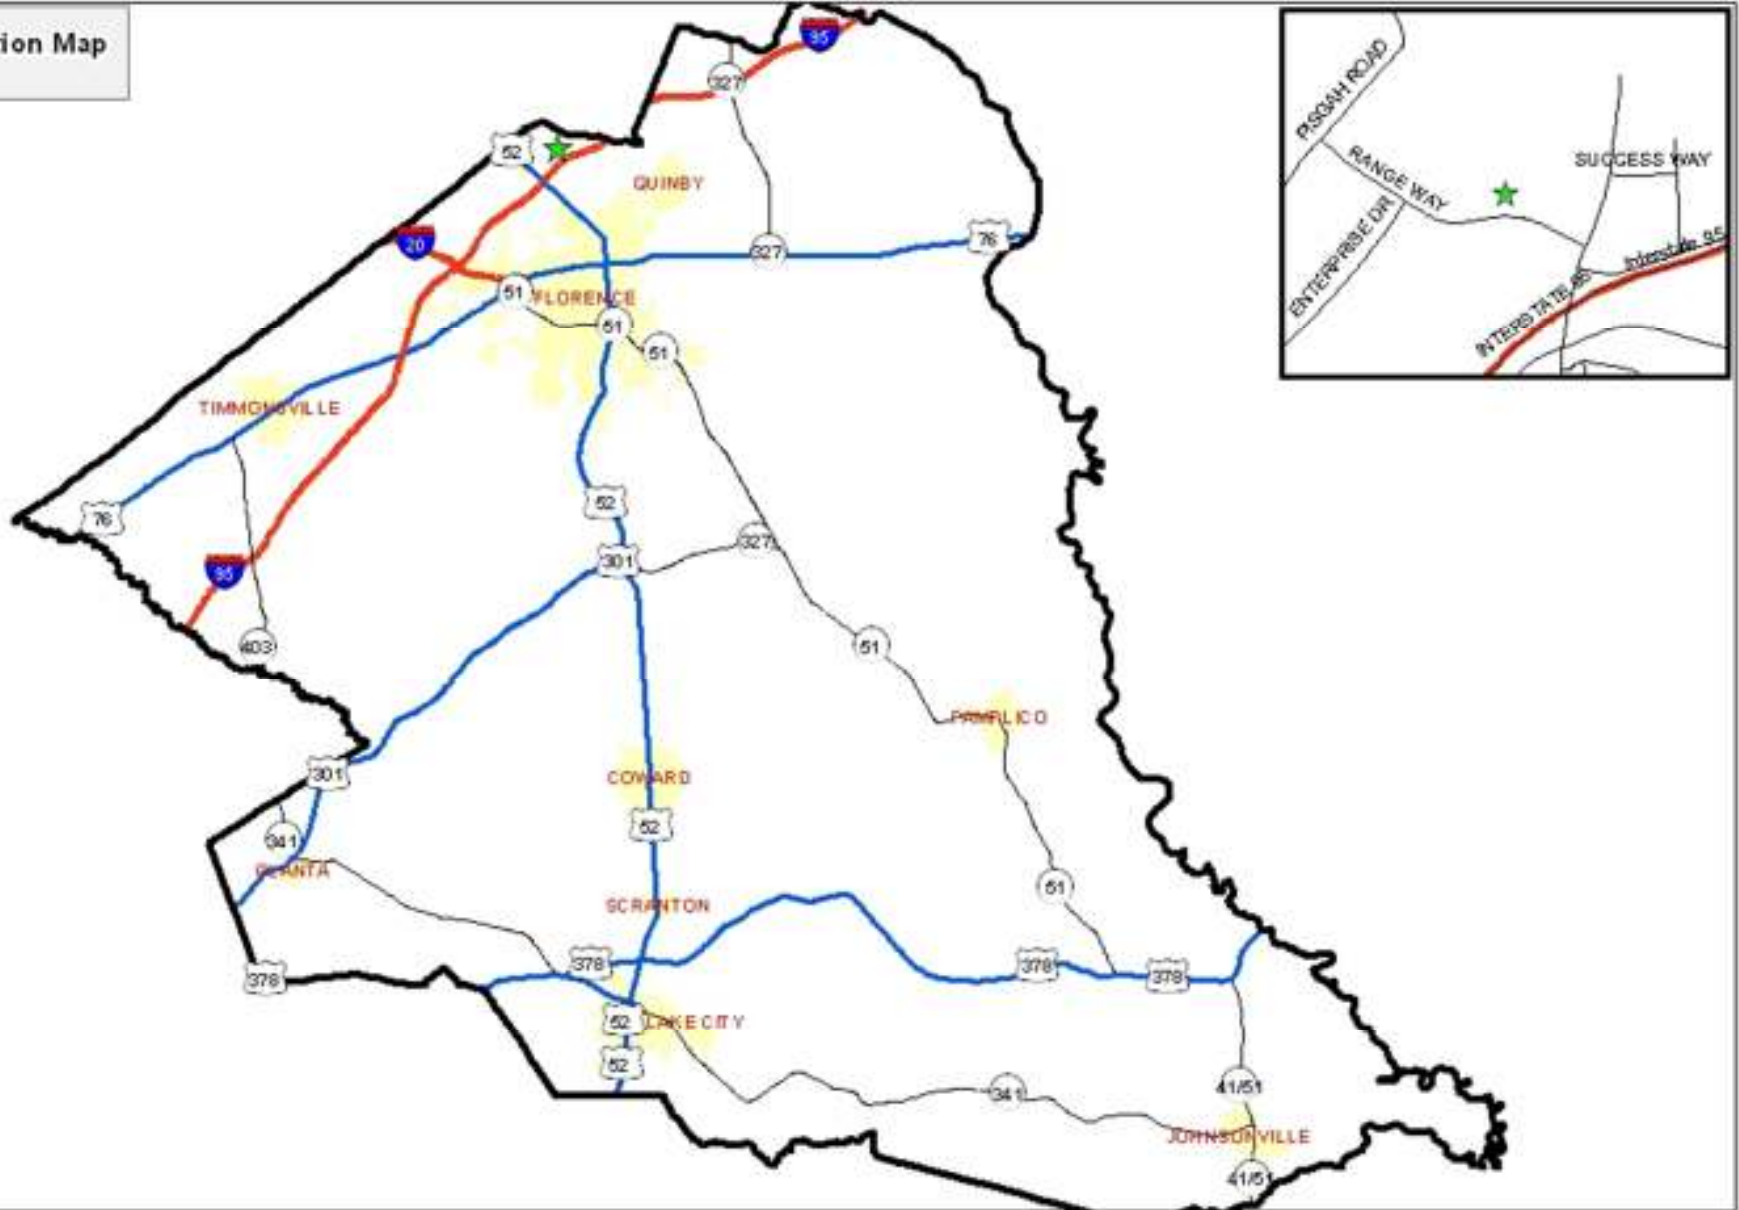 tion Map
95
327
52
QUINBY
20
327
76
51
FLORENCE
51
51
TIMMONSVILLE
76
52
327
301
95
403
51
PAMPLICO
301
COWARD
52
341
OLANTA
51
SCRANTON
378
378
378
378
52
LAKE CITY
52
341
41/51
JOHNSONVILLE
41/51
PISGAH ROAD
RANGE WAY
SUCCESS WAY
ENTERPRISE DR
INTERSTATE 95
Interstate 95